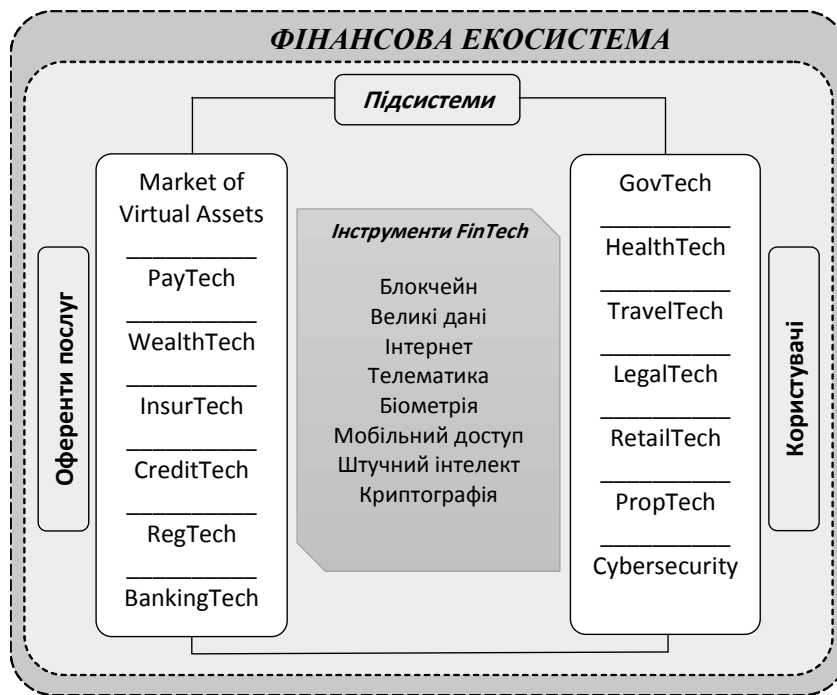 ФІНАНСОВА ЕКОСИСТЕМА
Підсистеми
Оференти послуг
Market of
Virtual Assets
PayTech
WealthTech
InsurTech
CreditTech
RegTech
BankingTech
Інструменти FinTech
Блокчейн
Великі дані
Інтернет
Телематика
Біометрія
Мобільний доступ
Штучний інтелект
Криптографія
GovTech
HealthTech
TravelTech
LegalTech
RetailTech
PropTech
Cybersecurity
Користувачі